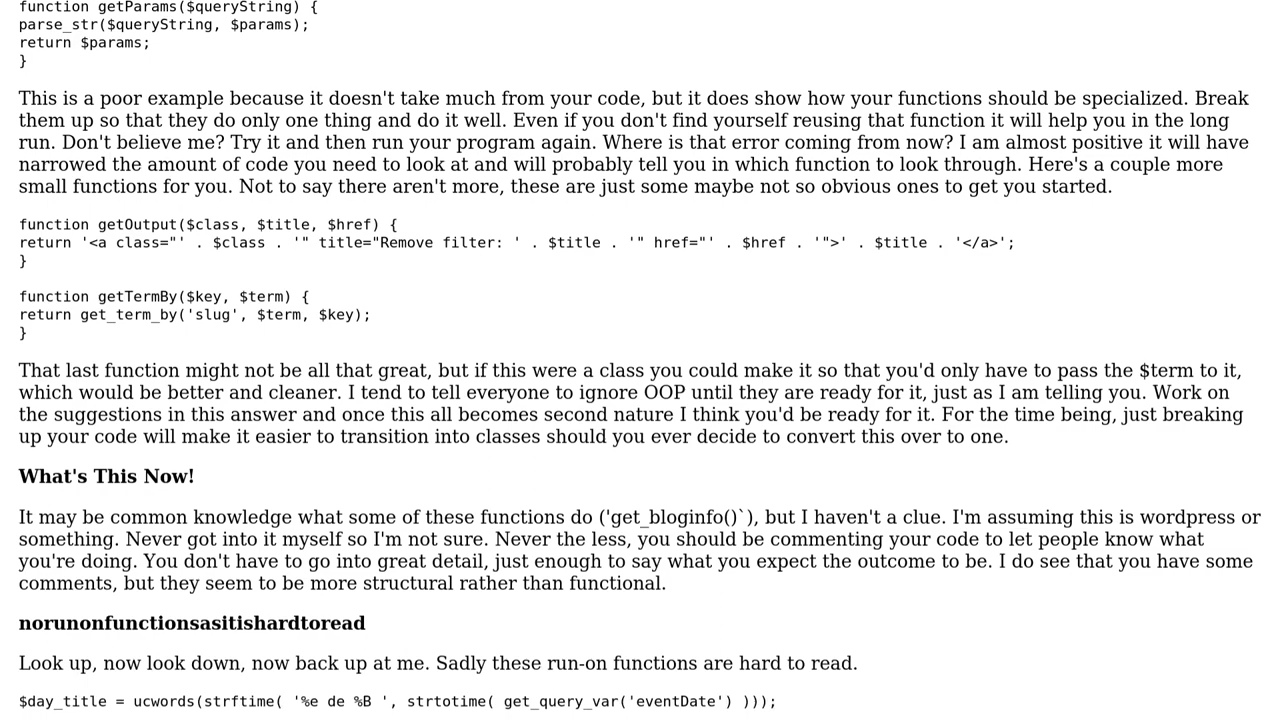 function getParams($queryString) {
parse_str($queryString, $params);
return $params;
}
This is a poor example because it doesn't take much from your code, but it does show how your functions should be specialized. Break
them up so that they do only one thing and do it well. Even if you don't find yourself reusing that function it will help you in the long
run. Don't believe me? Try it and then run your program again. Where is that error coming from now? I am almost positive it will have
narrowed the amount of code you need to look at and will probably tell you in which function to look through. Here's a couple more
small functions for you. Not to say there aren't more, these are just some maybe not so obvious ones to get you started.
function getOutput($class, $title, $href) {
return '<a class="' . $class . '" title="Remove filter: ' . $title . '" href="' . $href . '">' . $title . '</a>';
}
function getTermBy($key, $term) {
return get_term_by('slug', $term, $key);
}
That last function might not be all that great, but if this were a class you could make it so that you'd only have to pass the $term to it,
which would be better and cleaner. I tend to tell everyone to ignore OOP until they are ready for it, just as I am telling you. Work on
the suggestions in this answer and once this all becomes second nature I think you'd be ready for it. For the time being, just breaking
up your code will make it easier to transition into classes should you ever decide to convert this over to one.
What's This Now!
It may be common knowledge what some of these functions do ('get_bloginfo()`), but I haven't a clue. I'm assuming this is wordpress or
something. Never got into it myself so I'm not sure. Never the less, you should be commenting your code to let people know what
you're doing. You don't have to go into great detail, just enough to say what you expect the outcome to be. I do see that you have some
comments, but they seem to be more structural rather than functional.
norunonfunctionsasitishardtoread
Look up, now look down, now back up at me. Sadly these run-on functions are hard to read.
$day_title = ucwords(strftime( '%e de %B ', strtotime( get_query_var('eventDate') )));